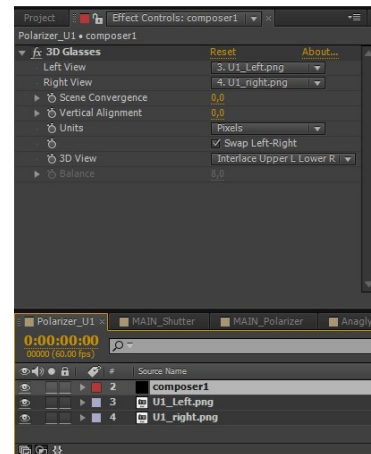 Project Effect Controls: composer1
Polarizer_U1 • composer1
fx 3D Glasses Reset About...
Left View 3. U1_Left.png
Right View 4. U1_right.png
Scene Convergence 0,0
Vertical Alignment 0,0
Units Pixels
Swap Left-Right
3D View Interlace Upper L Lower R
Balance 8,0
Polarizer_U1 MAIN_Shutter MAIN_Polarizer Anagly
0:00:00:00
00000 (60.00 fps)
# Source Name
2 composer1
3 U1_Left.png
4 U1_right.png